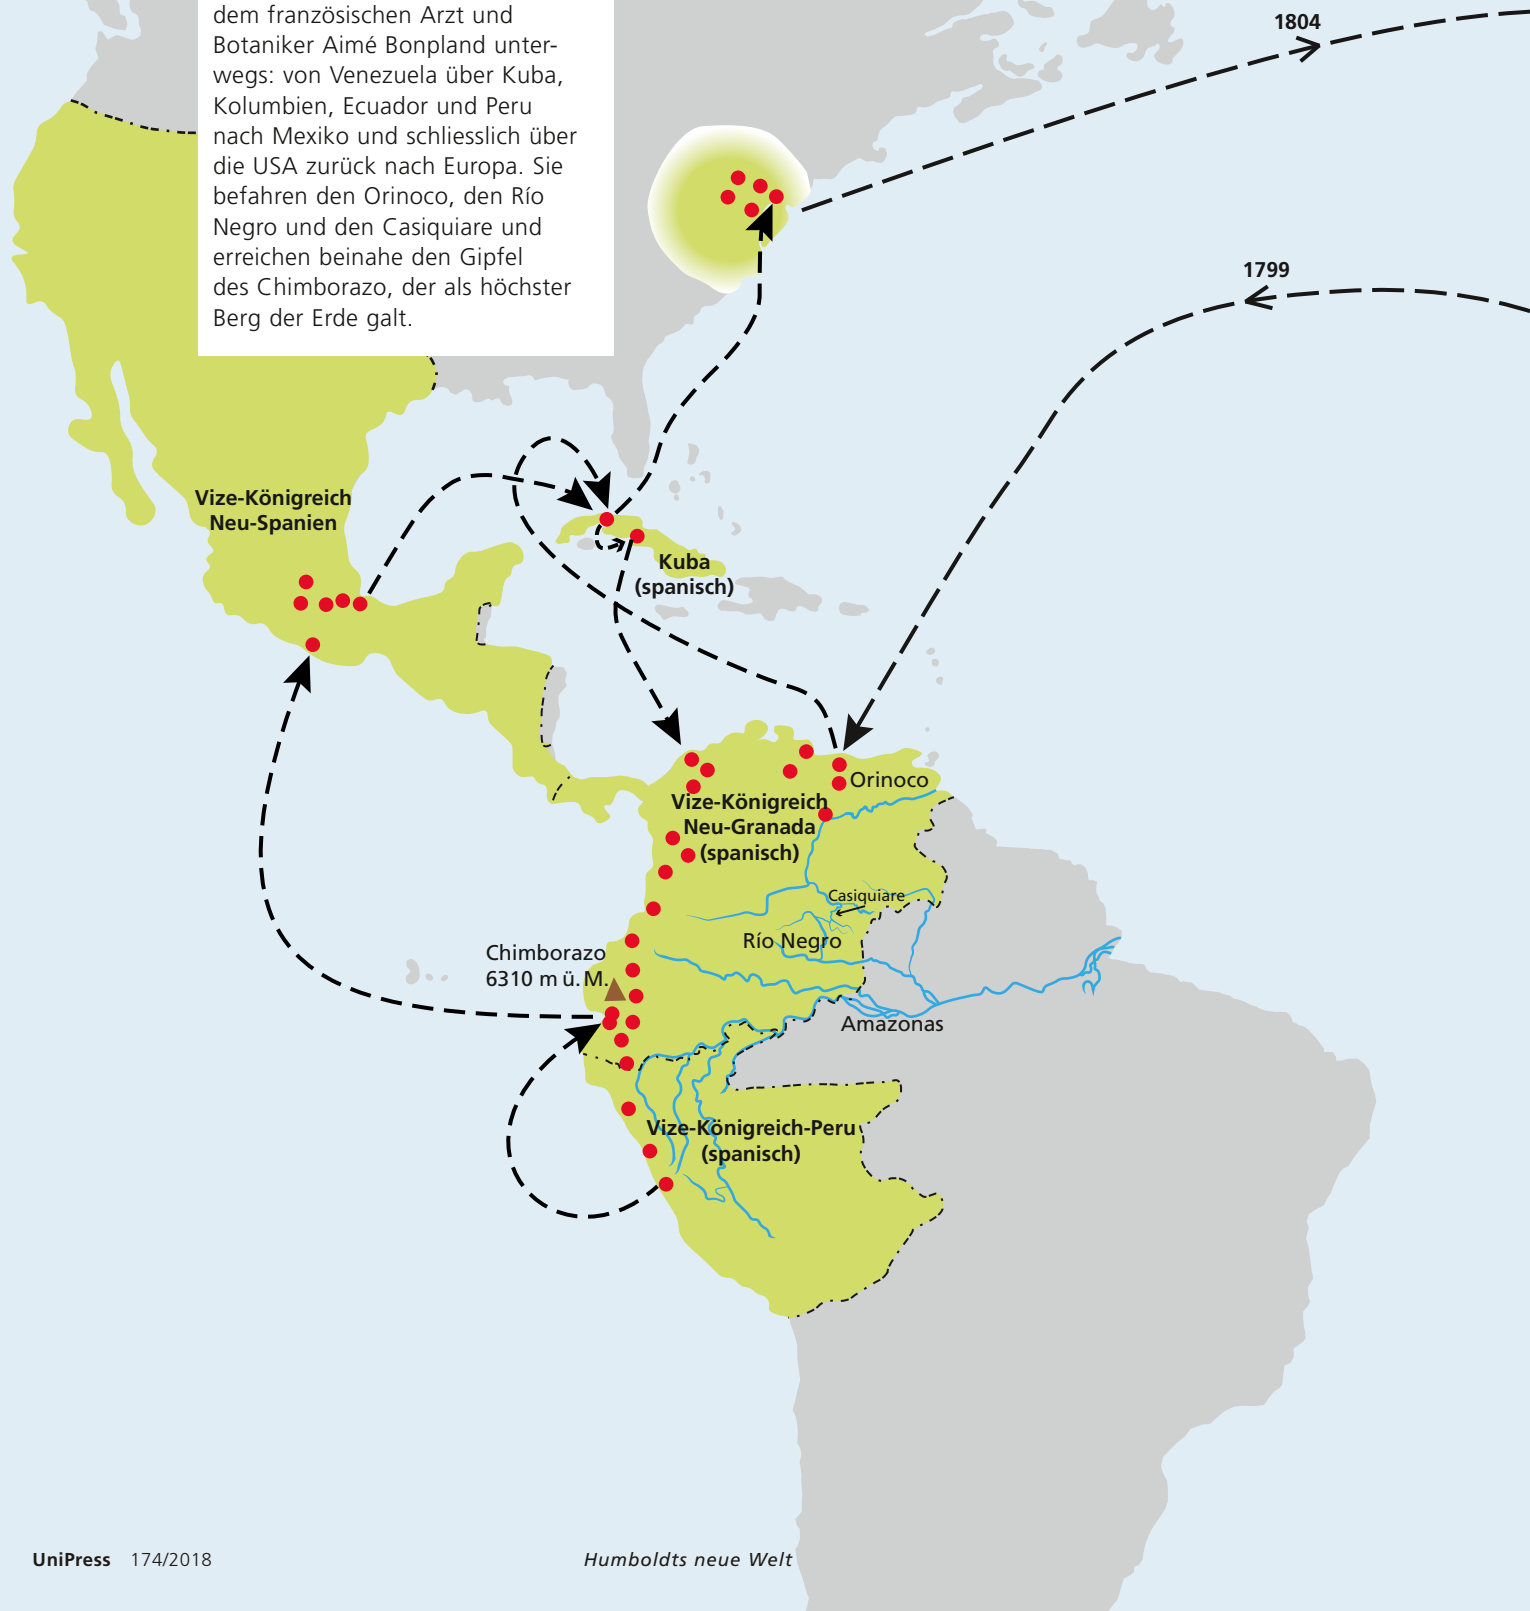 dem französischen Arzt und
Botaniker Aimé Bonpland unter-
wegs: von Venezuela über Kuba,
Kolumbien, Ecuador und Peru
nach Mexiko und schliesslich über
die USA zurück nach Europa. Sie
befahren den Orinoco, den Río
Negro und den Casiquiare und
erreichen beinahe den Gipfel
des Chimborazo, der als höchster
Berg der Erde galt.
1804
1799
Vize-Königreich
Neu-Spanien
Kuba
(spanisch)
Orinoco
Vize-Königreich
Neu-Granada
(spanisch)
Casiquiare
Río Negro
Chimborazo
6310 m ü. M.
Amazonas
Vize-Königreich-Peru
(spanisch)
UniPress 174/2018
Humboldts neue Welt